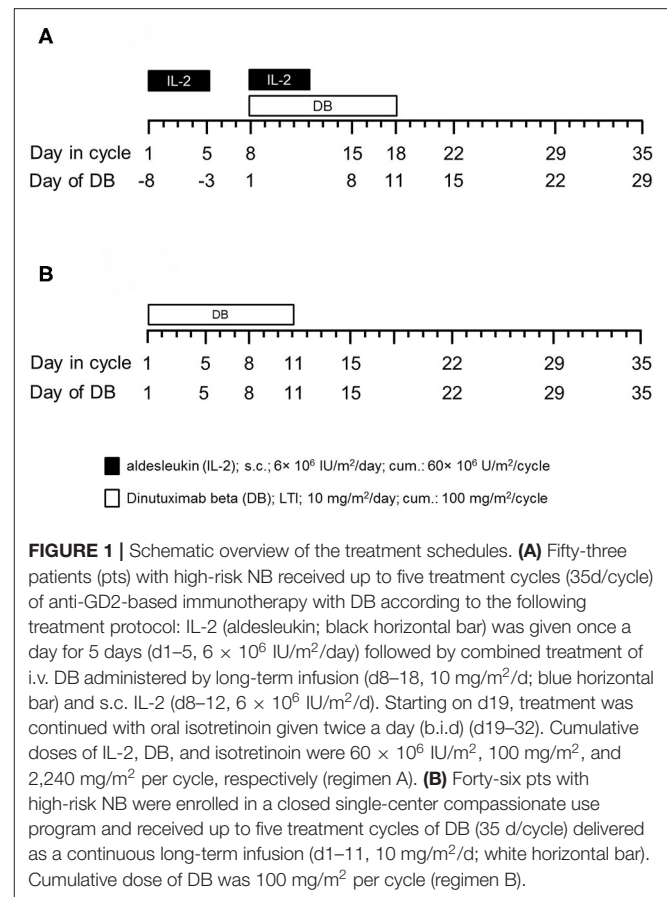 A
IL-2 IL-2
DB
Day in cycle 1 5 8 15 18 22 29 35
Day of DB -8 -3 1 8 11 15 22 29
B
DB
Day in cycle 1 5 8 11 15 22 29 35
Day of DB 1 5 8 11 15 22 29 35
aldesleukin (IL-2); s.c.; 6× 10⁶ IU/m²/day; cum.: 60× 10⁶ U/m²/cycle
Dinutuximab beta (DB); LTI; 10 mg/m²/day; cum.: 100 mg/m²/cycle
FIGURE 1 | Schematic overview of the treatment schedules. (A) Fifty-three
patients (pts) with high-risk NB received up to five treatment cycles (35d/cycle)
of anti-GD2-based immunotherapy with DB according to the following
treatment protocol: IL-2 (aldesleukin; black horizontal bar) was given once a
day for 5 days (d1–5, 6 × 10⁶ IU/m²/day) followed by combined treatment of
i.v. DB administered by long-term infusion (d8–18, 10 mg/m²/d; blue horizontal
bar) and s.c. IL-2 (d8–12, 6 × 10⁶ IU/m²/d). Starting on d19, treatment was
continued with oral isotretinoin given twice a day (b.i.d) (d19–32). Cumulative
doses of IL-2, DB, and isotretinoin were 60 × 10⁶ IU/m², 100 mg/m², and
2,240 mg/m² per cycle, respectively (regimen A). (B) Forty-six pts with
high-risk NB were enrolled in a closed single-center compassionate use
program and received up to five treatment cycles of DB (35 d/cycle) delivered
as a continuous long-term infusion (d1–11, 10 mg/m²/d; white horizontal bar).
Cumulative dose of DB was 100 mg/m² per cycle (regimen B).